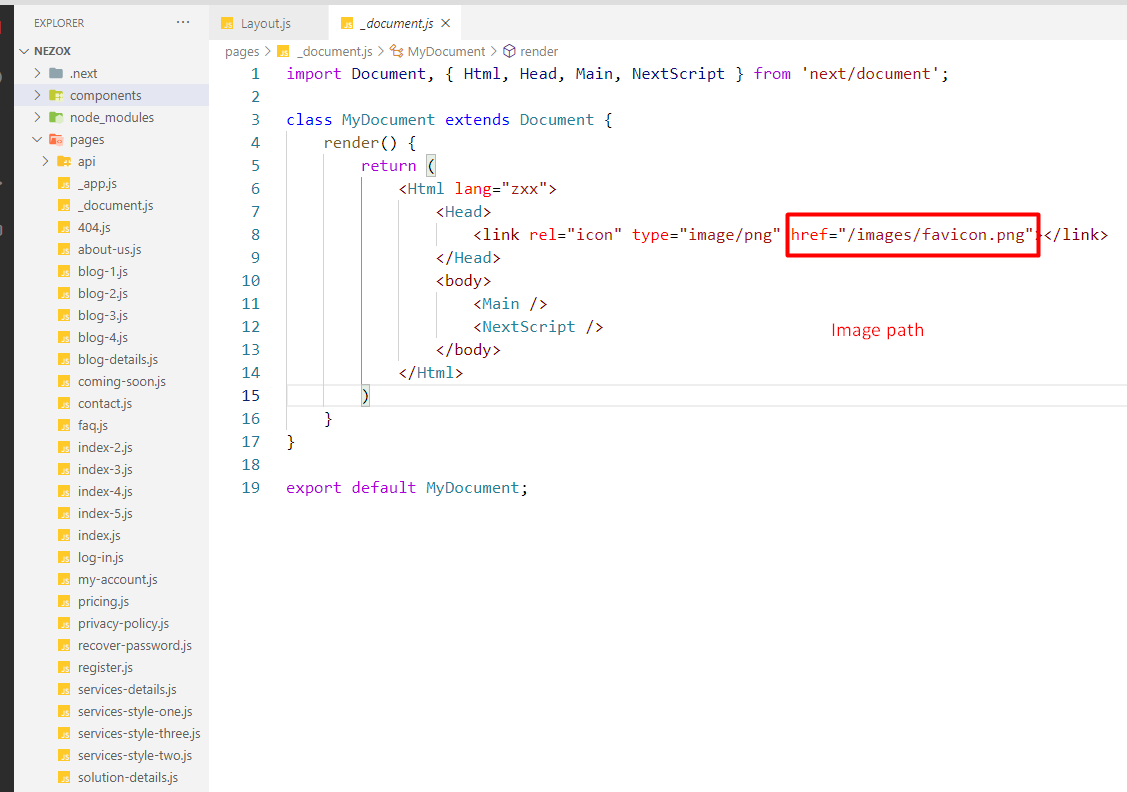 EXPLORER ···
NEZOX
.next
components
node_modules
pages
api
_app.js
_document.js
404.js
about-us.js
blog-1.js
blog-2.js
blog-3.js
blog-4.js
blog-details.js
coming-soon.js
contact.js
faq.js
index-2.js
index-3.js
index-4.js
index-5.js
index.js
log-in.js
my-account.js
pricing.js
privacy-policy.js
recover-password.js
register.js
services-details.js
services-style-one.js
services-style-three.js
services-style-two.js
solution-details.js
Layout.js _document.js ×
pages > _document.js > MyDocument > render
1 import Document, { Html, Head, Main, NextScript } from 'next/document';
2
3 class MyDocument extends Document {
4 render() {
5 return (
6 <Html lang="zxx">
7 <Head>
8 <link rel="icon" type="image/png" href="/images/favicon.png"></link>
9 </Head>
10 <body>
11 <Main />
12 <NextScript />
13 </body>
14 </Html>
15 )
16 }
17 }
18
19 export default MyDocument;
Image path